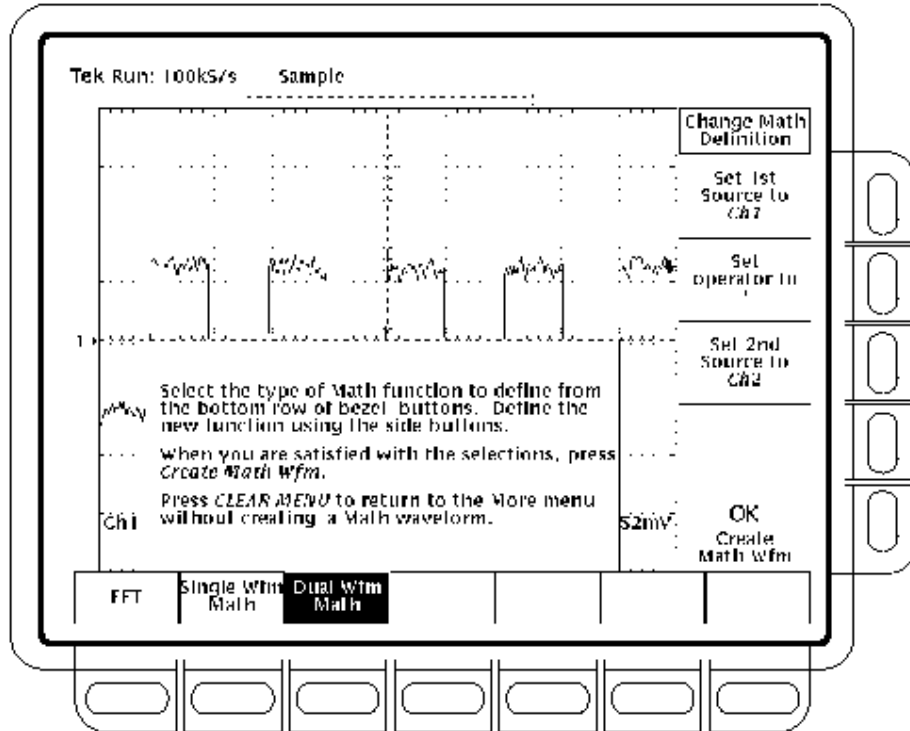 Tek Run: 100kS/s Sample
Change Math
Definition
Set 1st
Source to
Ch1
Set
operator to
Set 2nd
Source to
Ch2
1
Select the type of Math function to define from
the bottom row of bezel buttons. Define the
new function using the side buttons.
When you are satisfied with the selections, press
Create Math Wfm.
Press CLEAR MENU to return to the More menu
without creating a Math waveform.
Ch1
52mV
OK
Create
Math Wfm
FFT
Single Wfm
Math
Dual Wfm
Math